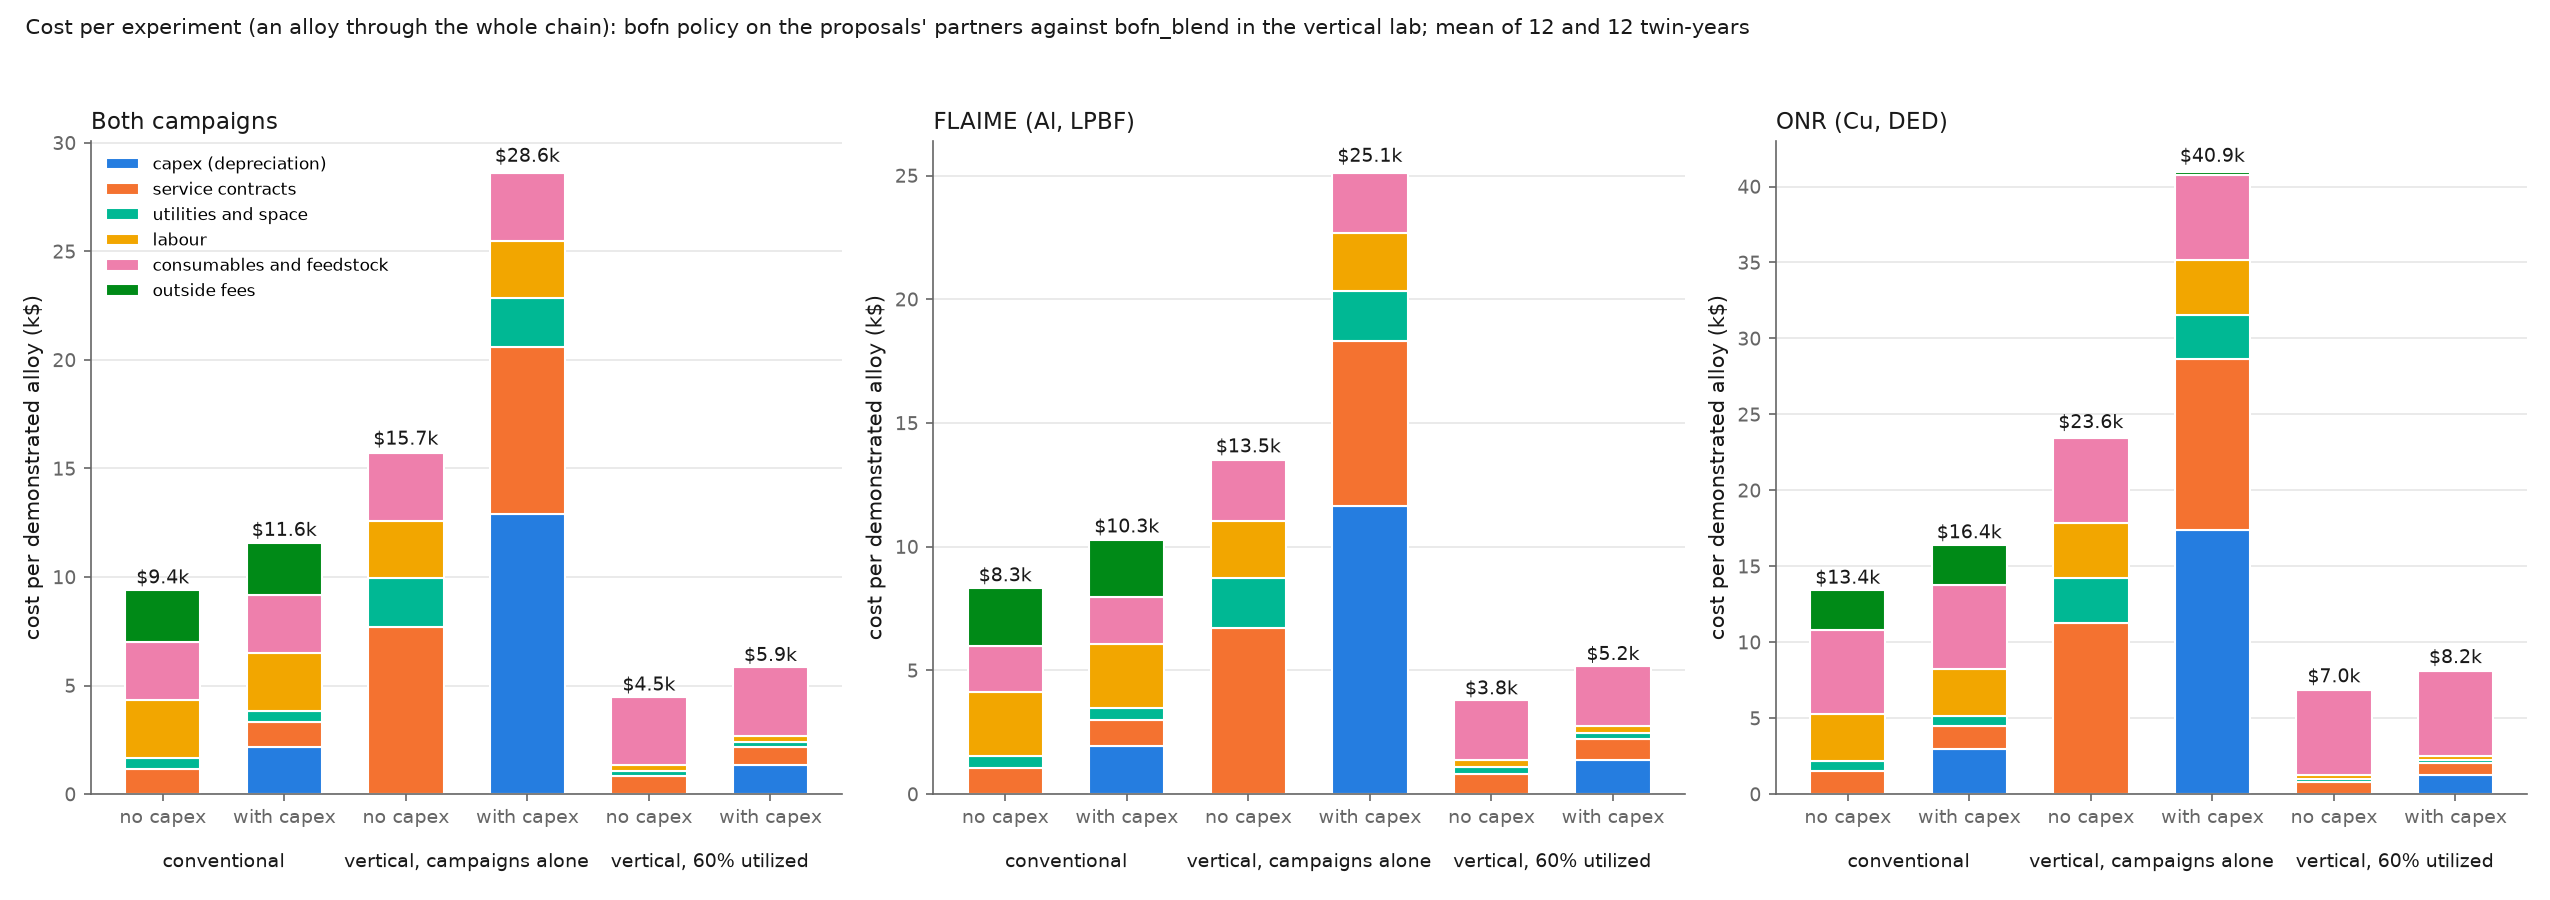 Cost per experiment (an alloy through the whole chain): bofn policy on the proposals' partners against bofn_blend in the vertical lab; mean of 12 and 12 twin-years
Both campaigns
cost per demonstrated alloy (k$)
30
25
20
15
10
5
0
capex (depreciation)
service contracts
utilities and space
labour
consumables and feedstock
outside fees
$9.4k
$11.6k
$15.7k
$28.6k
$4.5k
$5.9k
no capex
with capex
no capex
with capex
no capex
with capex
conventional
vertical, campaigns alone
vertical, 60% utilized
FLAIME (Al, LPBF)
cost per demonstrated alloy (k$)
25
20
15
10
5
0
$8.3k
$10.3k
$13.5k
$25.1k
$3.8k
$5.2k
no capex
with capex
no capex
with capex
no capex
with capex
conventional
vertical, campaigns alone
vertical, 60% utilized
ONR (Cu, DED)
cost per demonstrated alloy (k$)
40
35
30
25
20
15
10
5
0
$13.4k
$16.4k
$23.6k
$40.9k
$7.0k
$8.2k
no capex
with capex
no capex
with capex
no capex
with capex
conventional
vertical, campaigns alone
vertical, 60% utilized